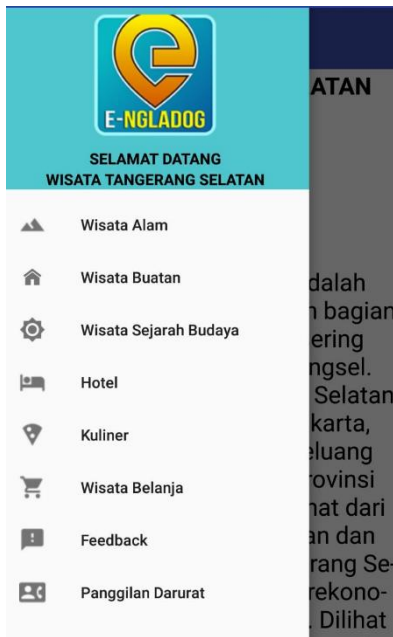 E-NGLADOG
SELAMAT DATANG
WISATA TANGERANG SELATAN
Wisata Alam
Wisata Buatan
Wisata Sejarah Budaya
Hotel
Kuliner
Wisata Belanja
Feedback
Panggilan Darurat
ATAN
dalah
bagian
ering
ngsel.
Selatan
karta,
eluang
rovinsi
hat dari
an dan
rang Se-
rekono-
. Dilihat